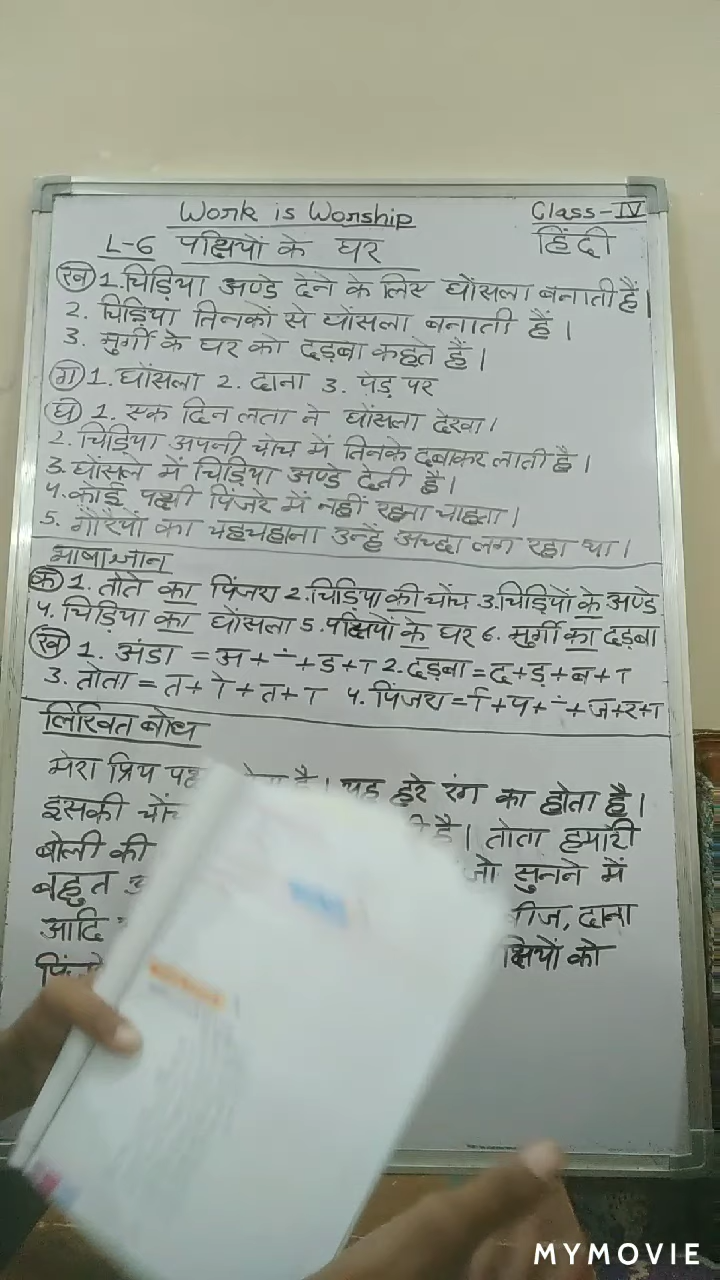 Work is Worship Class-IV
L-6 पक्षियों के घर हिंदी
(ख) 1. चिड़िया अण्डे देने के लिए घोंसला बनाती हैं।
2. चिड़िया तिनकों से घोंसला बनाती हैं।
3. मुर्गी के घर को दड़बा कहते हैं।
(ग) 1. घोंसला 2. दाना 3. पेड़ पर
(घ) 1. एक दिन लता ने घोंसला देखा।
2. चिड़िया अपनी चोंच में तिनके दबाकर लाती है।
3. घोंसले में चिड़िया अण्डे देती है।
4. कोई पक्षी पिंजरे में नहीं रहना चाहता।
5. गौरैयों का चहचहाना उन्हें अच्छा लग रहा था।
भाषा ज्ञान
(क) 1. तोते का पिंजरा 2. चिड़िया की चोंच 3. चिड़ियों के अण्डे
4. चिड़िया का घोंसला 5. पक्षियों के घर 6. मुर्गी का दड़बा
(ख) 1. अंडा = अ + ं + ड + ा 2. दड़बा = द + ड़ + ब + ा
3. तोता = त + ो + त + ा 4. पिंजरा = ि + प + ं + ज + र + ा
लिखित बोध
मेरा प्रिय है। यह हरे रंग का होता है।
इसकी चोंच है। तोता हमारी
बोली की जो सुनने में
बहुत बीज, दाना
आदि
पक्षियों को
MYMOVIE